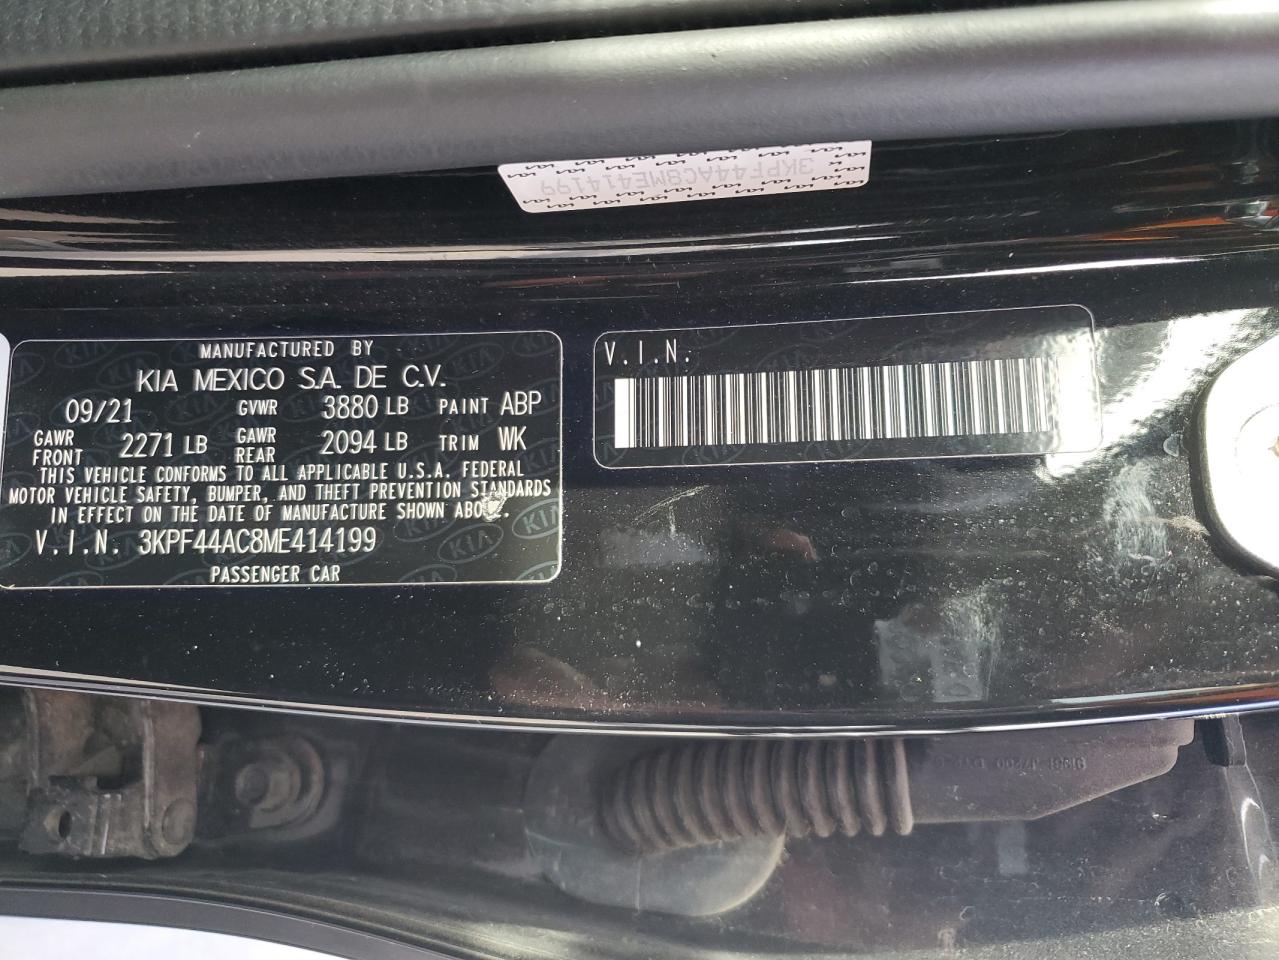 3KPF44AC8ME414199
MANUFACTURED BY
KIA MEXICO S.A. DE C.V.
09/21 GVWR 3880 LB PAINT ABP
GAWR FRONT 2271 LB GAWR REAR 2094 LB TRIM WK
THIS VEHICLE CONFORMS TO ALL APPLICABLE U.S.A. FEDERAL
MOTOR VEHICLE SAFETY, BUMPER, AND THEFT PREVENTION STANDARDS
IN EFFECT ON THE DATE OF MANUFACTURE SHOWN ABOVE.
V.I.N. 3KPF44AC8ME414199
PASSENGER CAR
V.I.N.